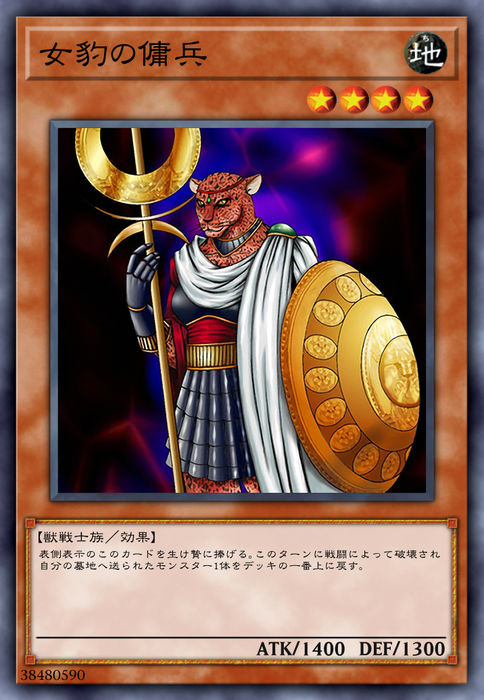 女豹の傭兵
ち
地
【獣戦士族／効果】
表側表示のこのカードを生け贄に捧げる。このターンに戦闘によって破壊され
自分の墓地へ送られたモンスター1体をデッキの一番上に戻す。
ATK/1400 DEF/1300
38480590